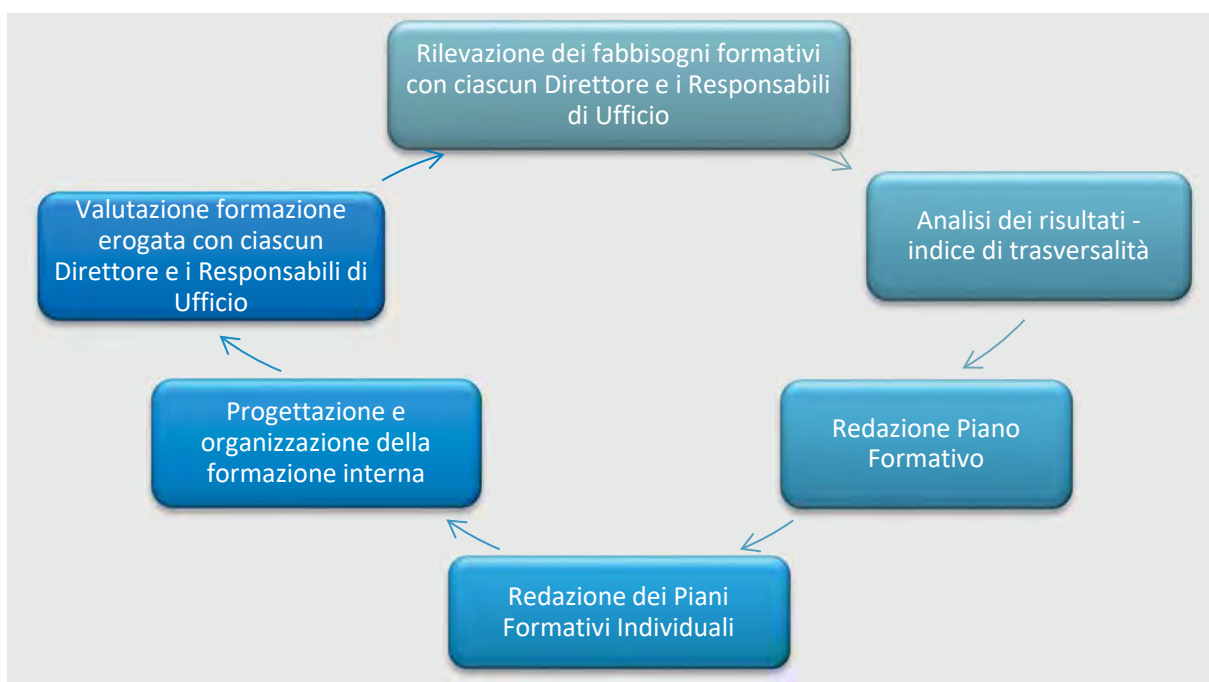 Rilevazione dei fabbisogni formativi
con ciascun Direttore e i Responsabili
di Ufficio
Analisi dei risultati -
indice di trasversalità
Redazione Piano
Formativo
Redazione dei Piani
Formativi Individuali
Progettazione e
organizzazione della
formazione interna
Valutazione formazione
erogata con ciascun
Direttore e i Responsabili di
Ufficio